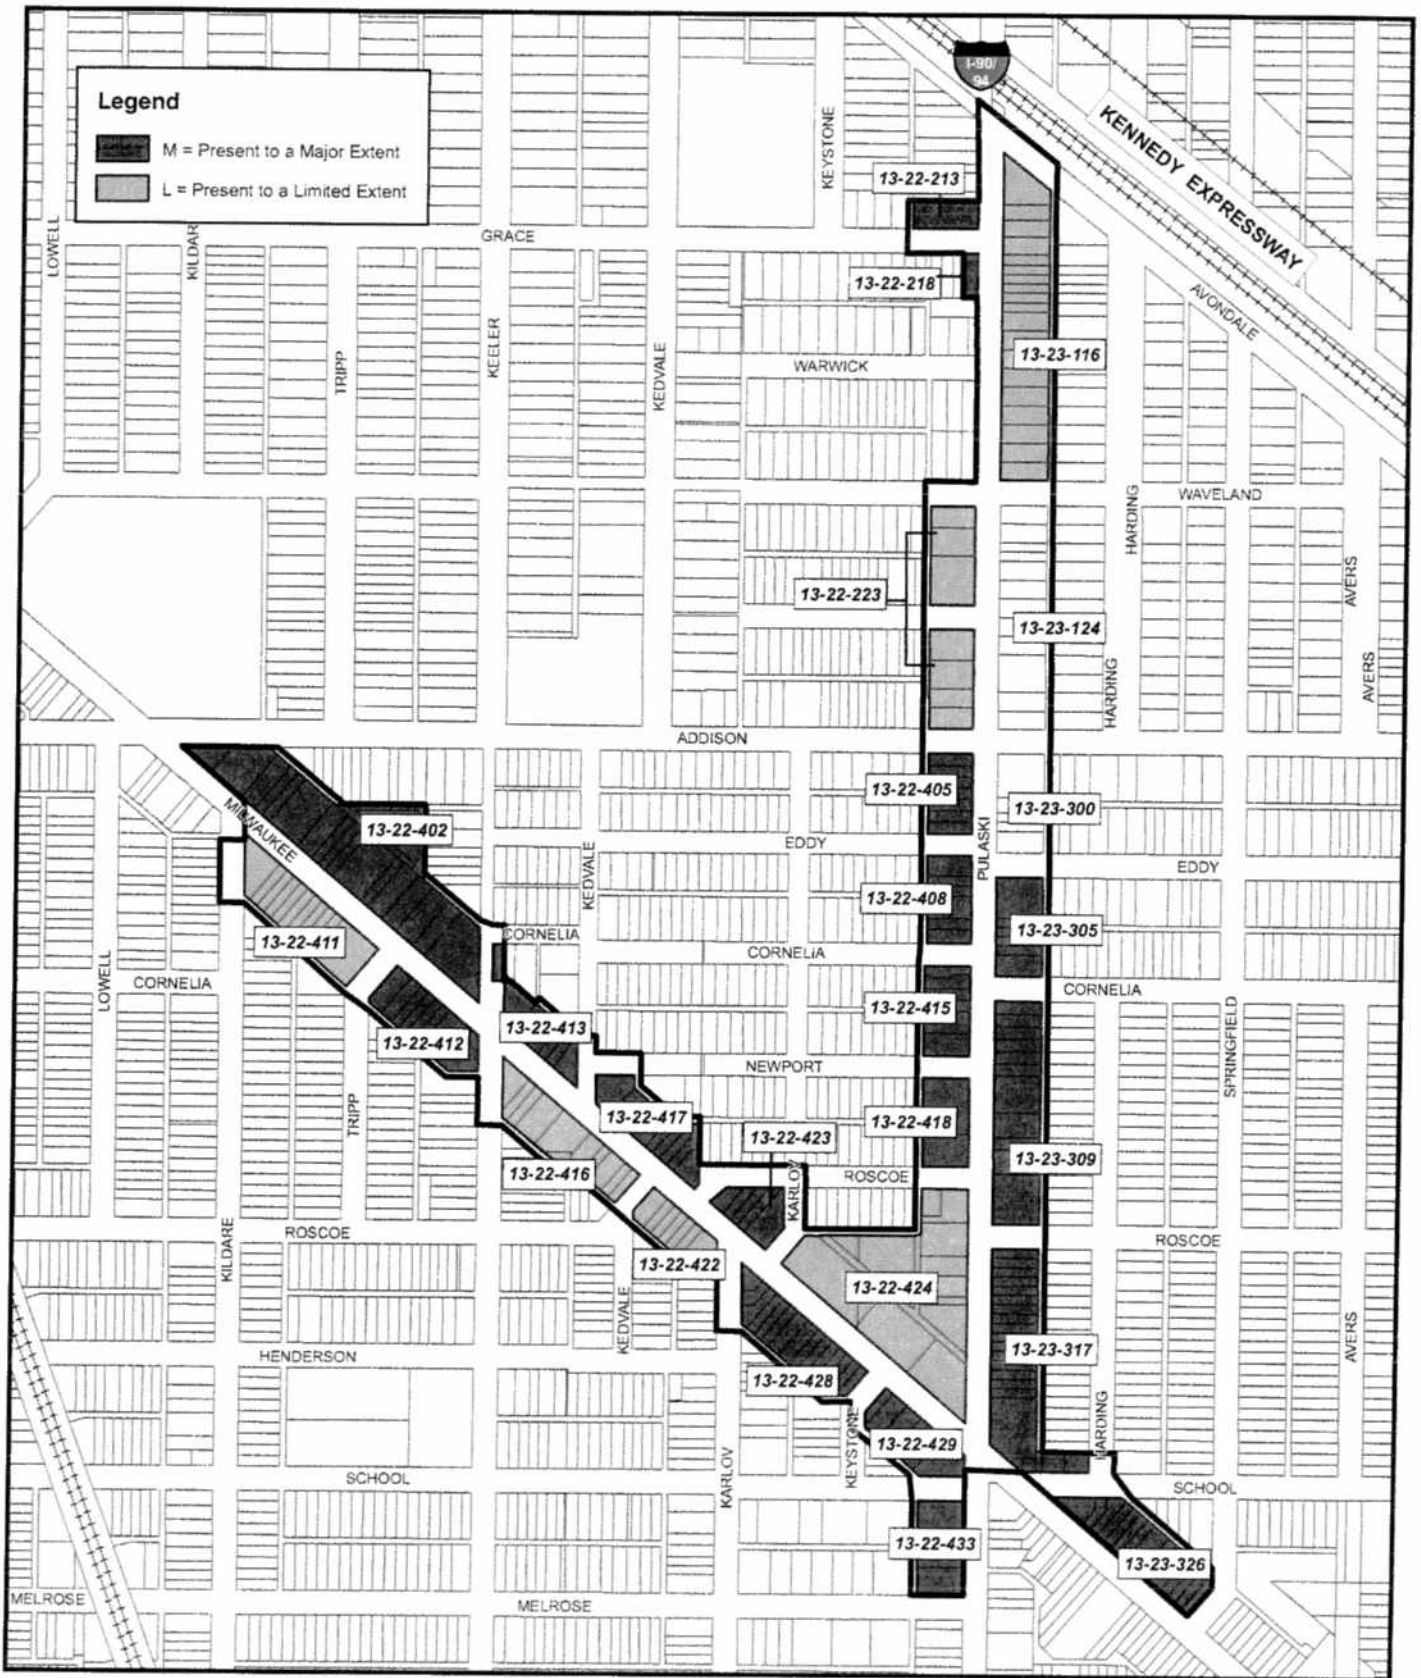 Legend
M = Present to a Major Extent
L = Present to a Limited Extent
I-90/
94
KENNEDY EXPRESSWAY
KEYSTONE
13-22-213
LOWELL
KILDAR
GRACE
13-22-218
AVONDALE
TRIPP
KEELER
KEDVALE
WARWICK
13-23-116
HARDING
WAVELAND
AVERS
13-22-223
13-23-124
HARDING
AVERS
ADDISON
13-22-405
13-23-300
MILWAUKEE
13-22-402
EDDY
PULASKI
KEDVALE
EDDY
13-22-408
13-22-411
CORNELIA
13-23-305
CORNELIA
LOWELL
CORNELIA
CORNELIA
13-22-415
SPRINGFIELD
13-22-412
13-22-413
NEWPORT
TRIPP
13-22-417
13-22-418
13-22-423
13-23-309
13-22-416
KARLOV
ROSCOE
KILDARE
ROSCOE
ROSCOE
13-22-422
13-22-424
KEDVALE
AVERS
HENDERSON
13-23-317
13-22-428
HARDING
KEYSTONE
13-22-429
KARLOV
SCHOOL
SCHOOL
13-22-433
13-23-326
MELROSE
MELROSE